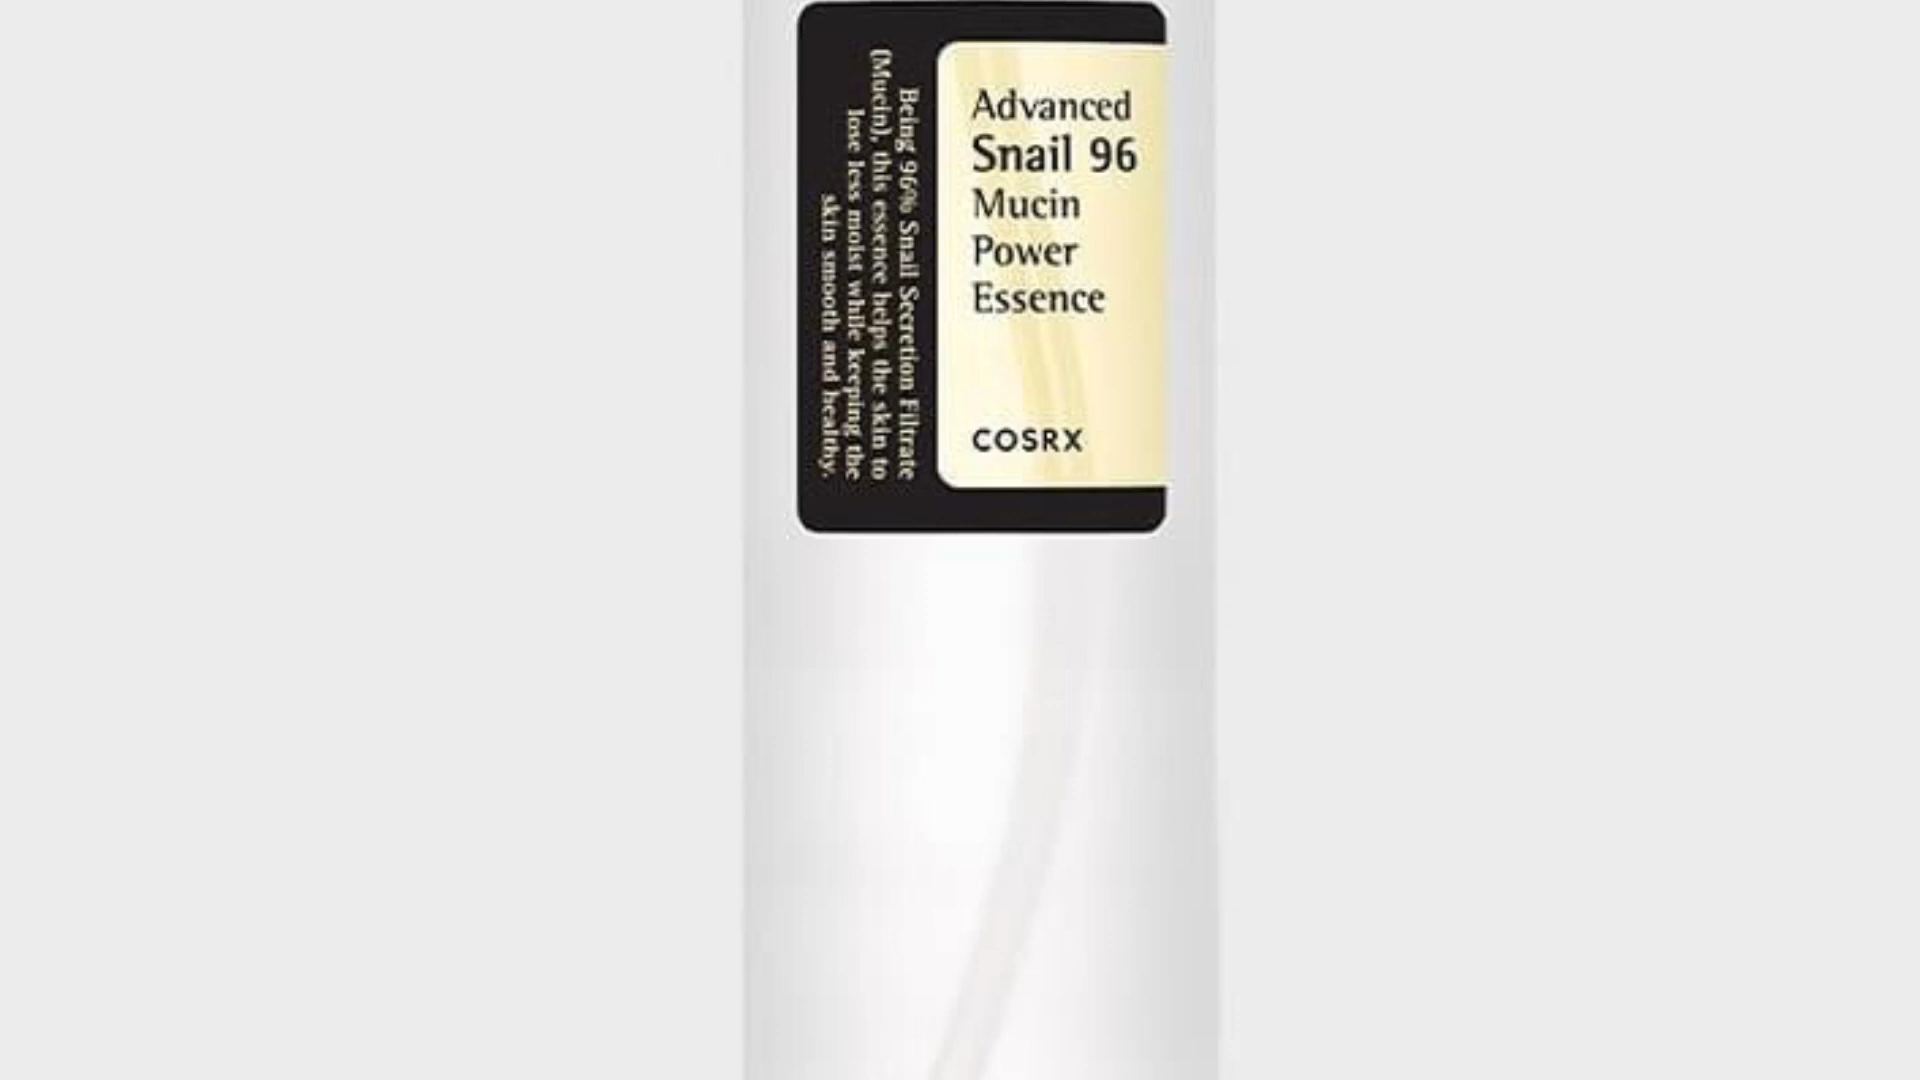 Advanced
Snail 96
Mucin
Power
Essence
COSRX
Being 96% Snail Secretion Filtrate
(Mucin), this essence helps the skin to
lose less moist while keeping the
skin smooth and healthy.